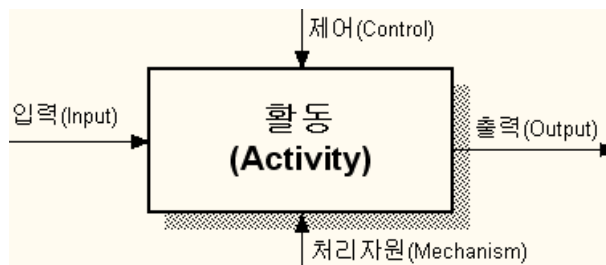 제어(Control)
입력(Input)
활동
(Activity)
출력(Output)
처리자원(Mechanism)